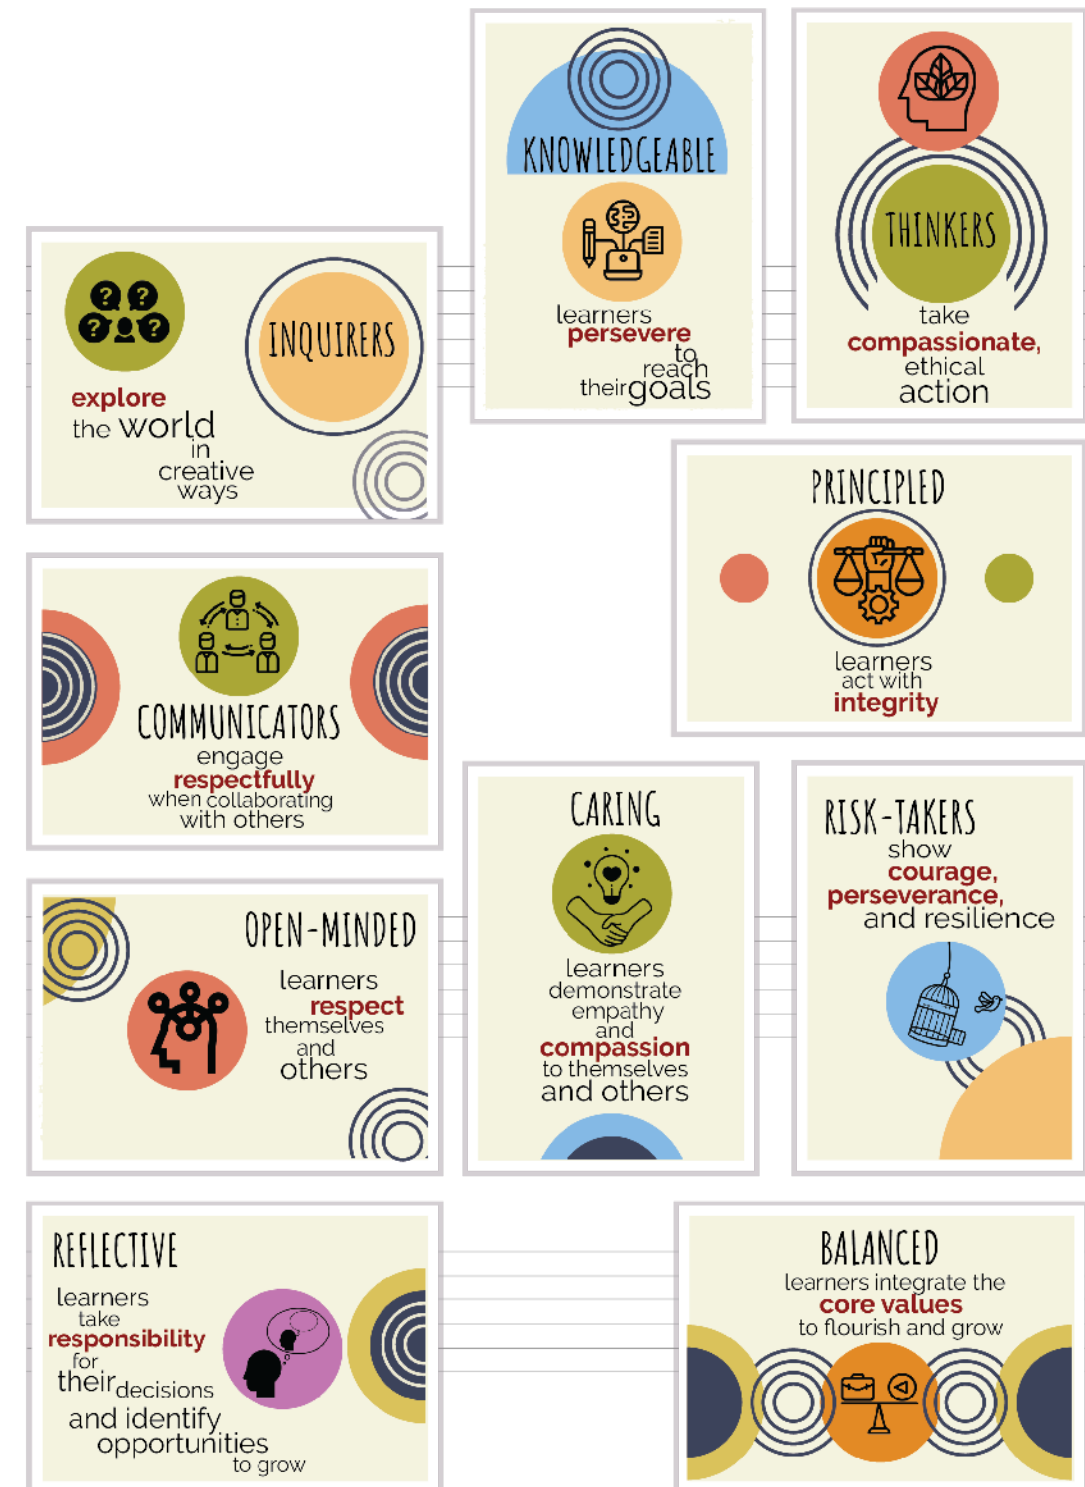 KNOWLEDGEABLE
learners
persevere
to
reach
their goals
THINKERS
take
compassionate,
ethical
action
INQUIRERS
explore
the world
in
creative
ways
PRINCIPLED
learners
act with
integrity
COMMUNICATORS
engage
respectfully
when collaborating
with others
CARING
learners
demonstrate
empathy
and
compassion
to themselves
and others
RISK-TAKERS
show
courage,
perseverance,
and resilience
OPEN-MINDED
learners
respect
themselves
and
others
REFLECTIVE
learners
take
responsibility
for
their decisions
and identify
opportunities
to grow
BALANCED
learners integrate the
core values
to flourish and grow